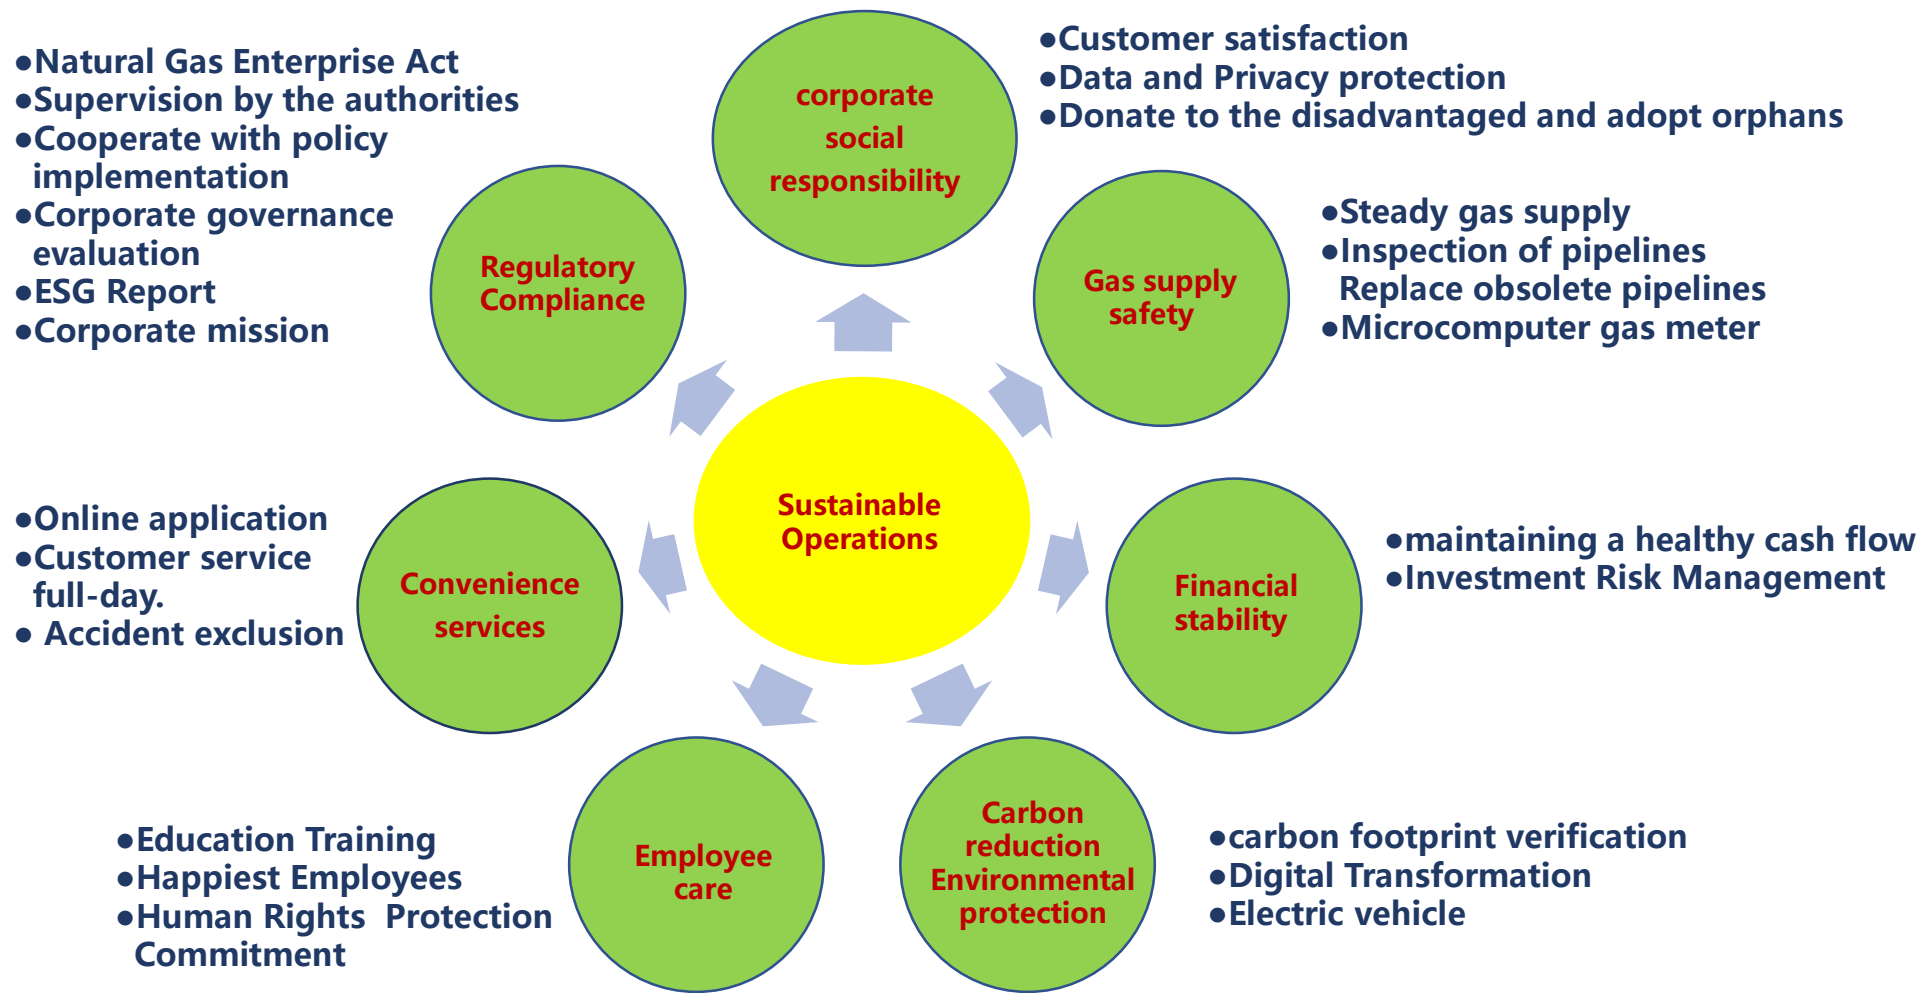 ●Natural Gas Enterprise Act
●Supervision by the authorities
●Cooperate with policy
implementation
●Corporate governance
evaluation
●ESG Report
●Corporate mission
Regulatory
Compliance
corporate
social
responsibility
●Customer satisfaction
●Data and Privacy protection
●Donate to the disadvantaged and adopt orphans
Gas supply
safety
●Steady gas supply
●Inspection of pipelines
Replace obsolete pipelines
●Microcomputer gas meter
Sustainable
Operations
●Online application
●Customer service
full-day.
● Accident exclusion
Convenience
services
Financial
stability
●maintaining a healthy cash flow
●Investment Risk Management
●Education Training
●Happiest Employees
●Human Rights  Protection
Commitment
Employee
care
Carbon
reduction
Environmental
protection
●carbon footprint verification
●Digital Transformation
●Electric vehicle